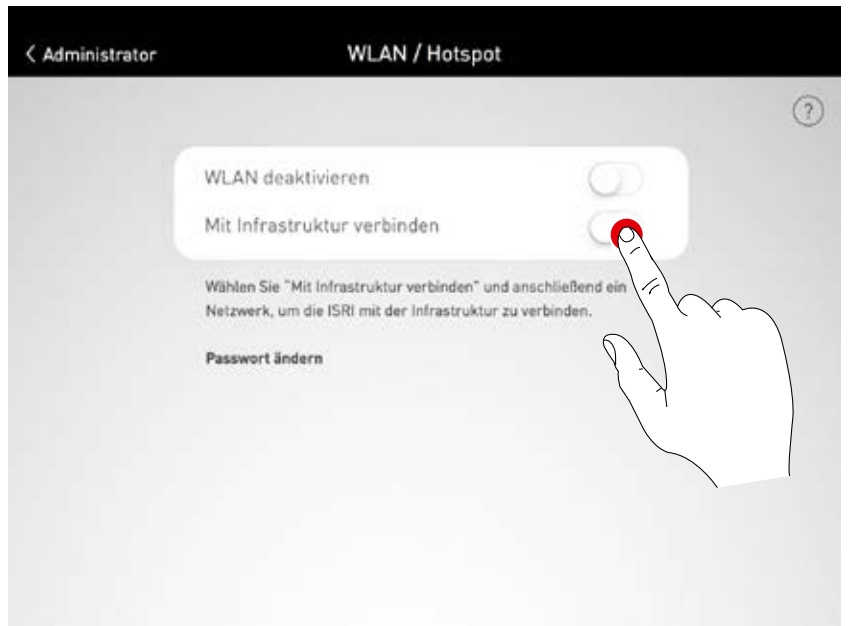 < Administrator
WLAN / Hotspot
?
WLAN deaktivieren
Mit Infrastruktur verbinden
Wählen Sie "Mit Infrastruktur verbinden" und anschließend ein
Netzwerk, um die ISRI mit der Infrastruktur zu verbinden.
Passwort ändern